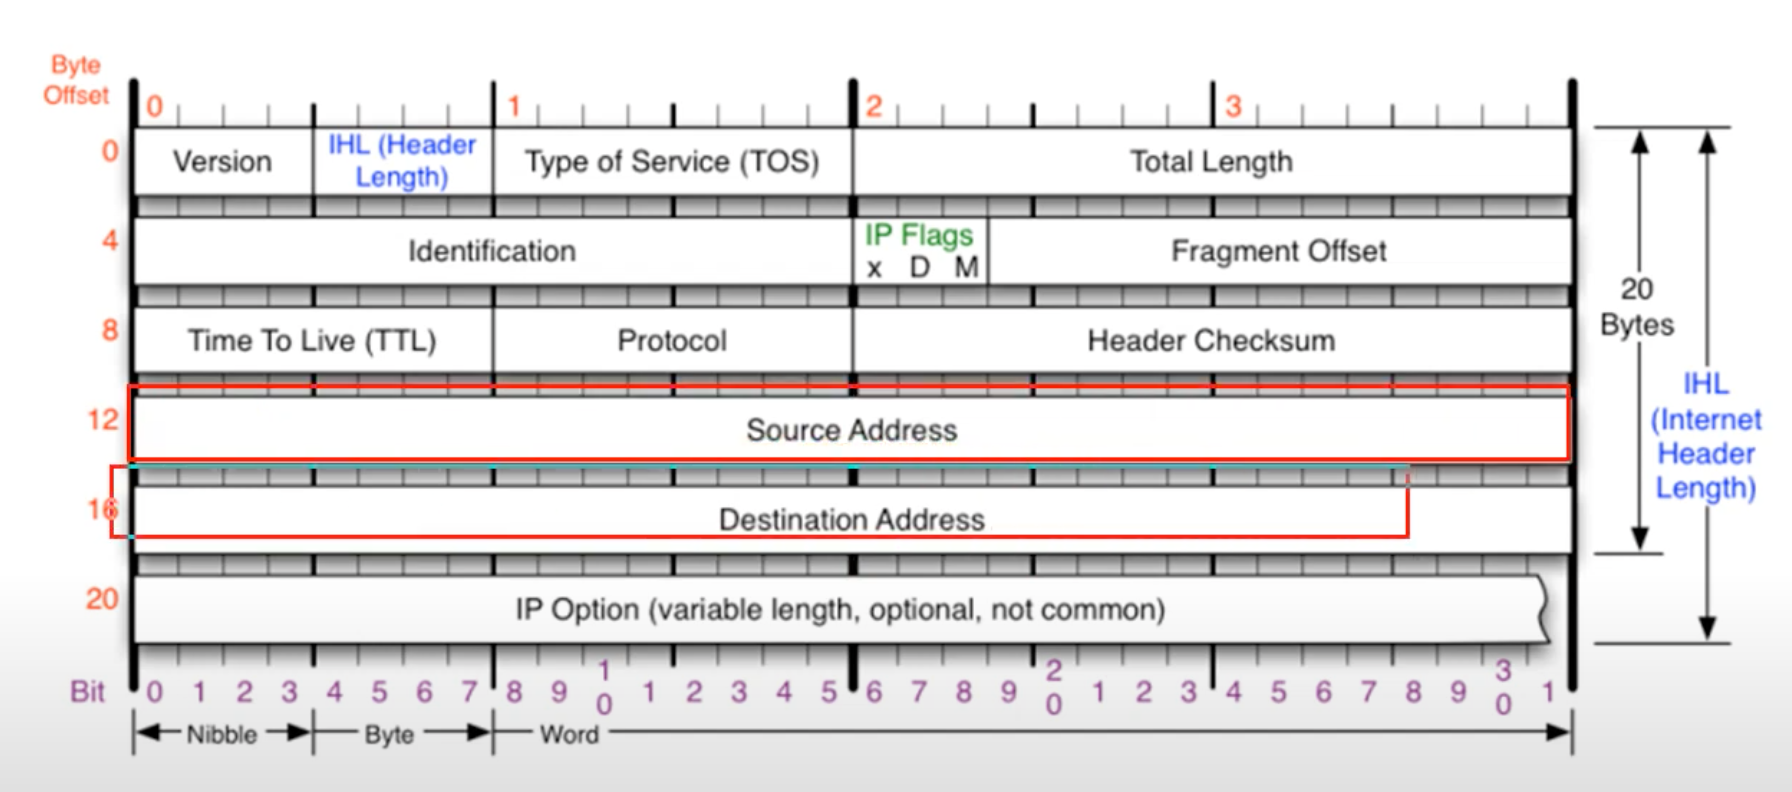 Byte
Offset
0 1 2 3
0
Version
IHL (Header
Length)
Type of Service (TOS)
Total Length
4
Identification
IP Flags
x D M
Fragment Offset
8
Time To Live (TTL)
Protocol
Header Checksum
12
Source Address
16
Destination Address
20
IP Option (variable length, optional, not common)
20
Bytes
IHL
(Internet
Header
Length)
Bit 0 1 2 3 4 5 6 7 8 9 10 1 2 3 4 5 6 7 8 9 20 1 2 3 4 5 6 7 8 9 30 1
Nibble Byte Word